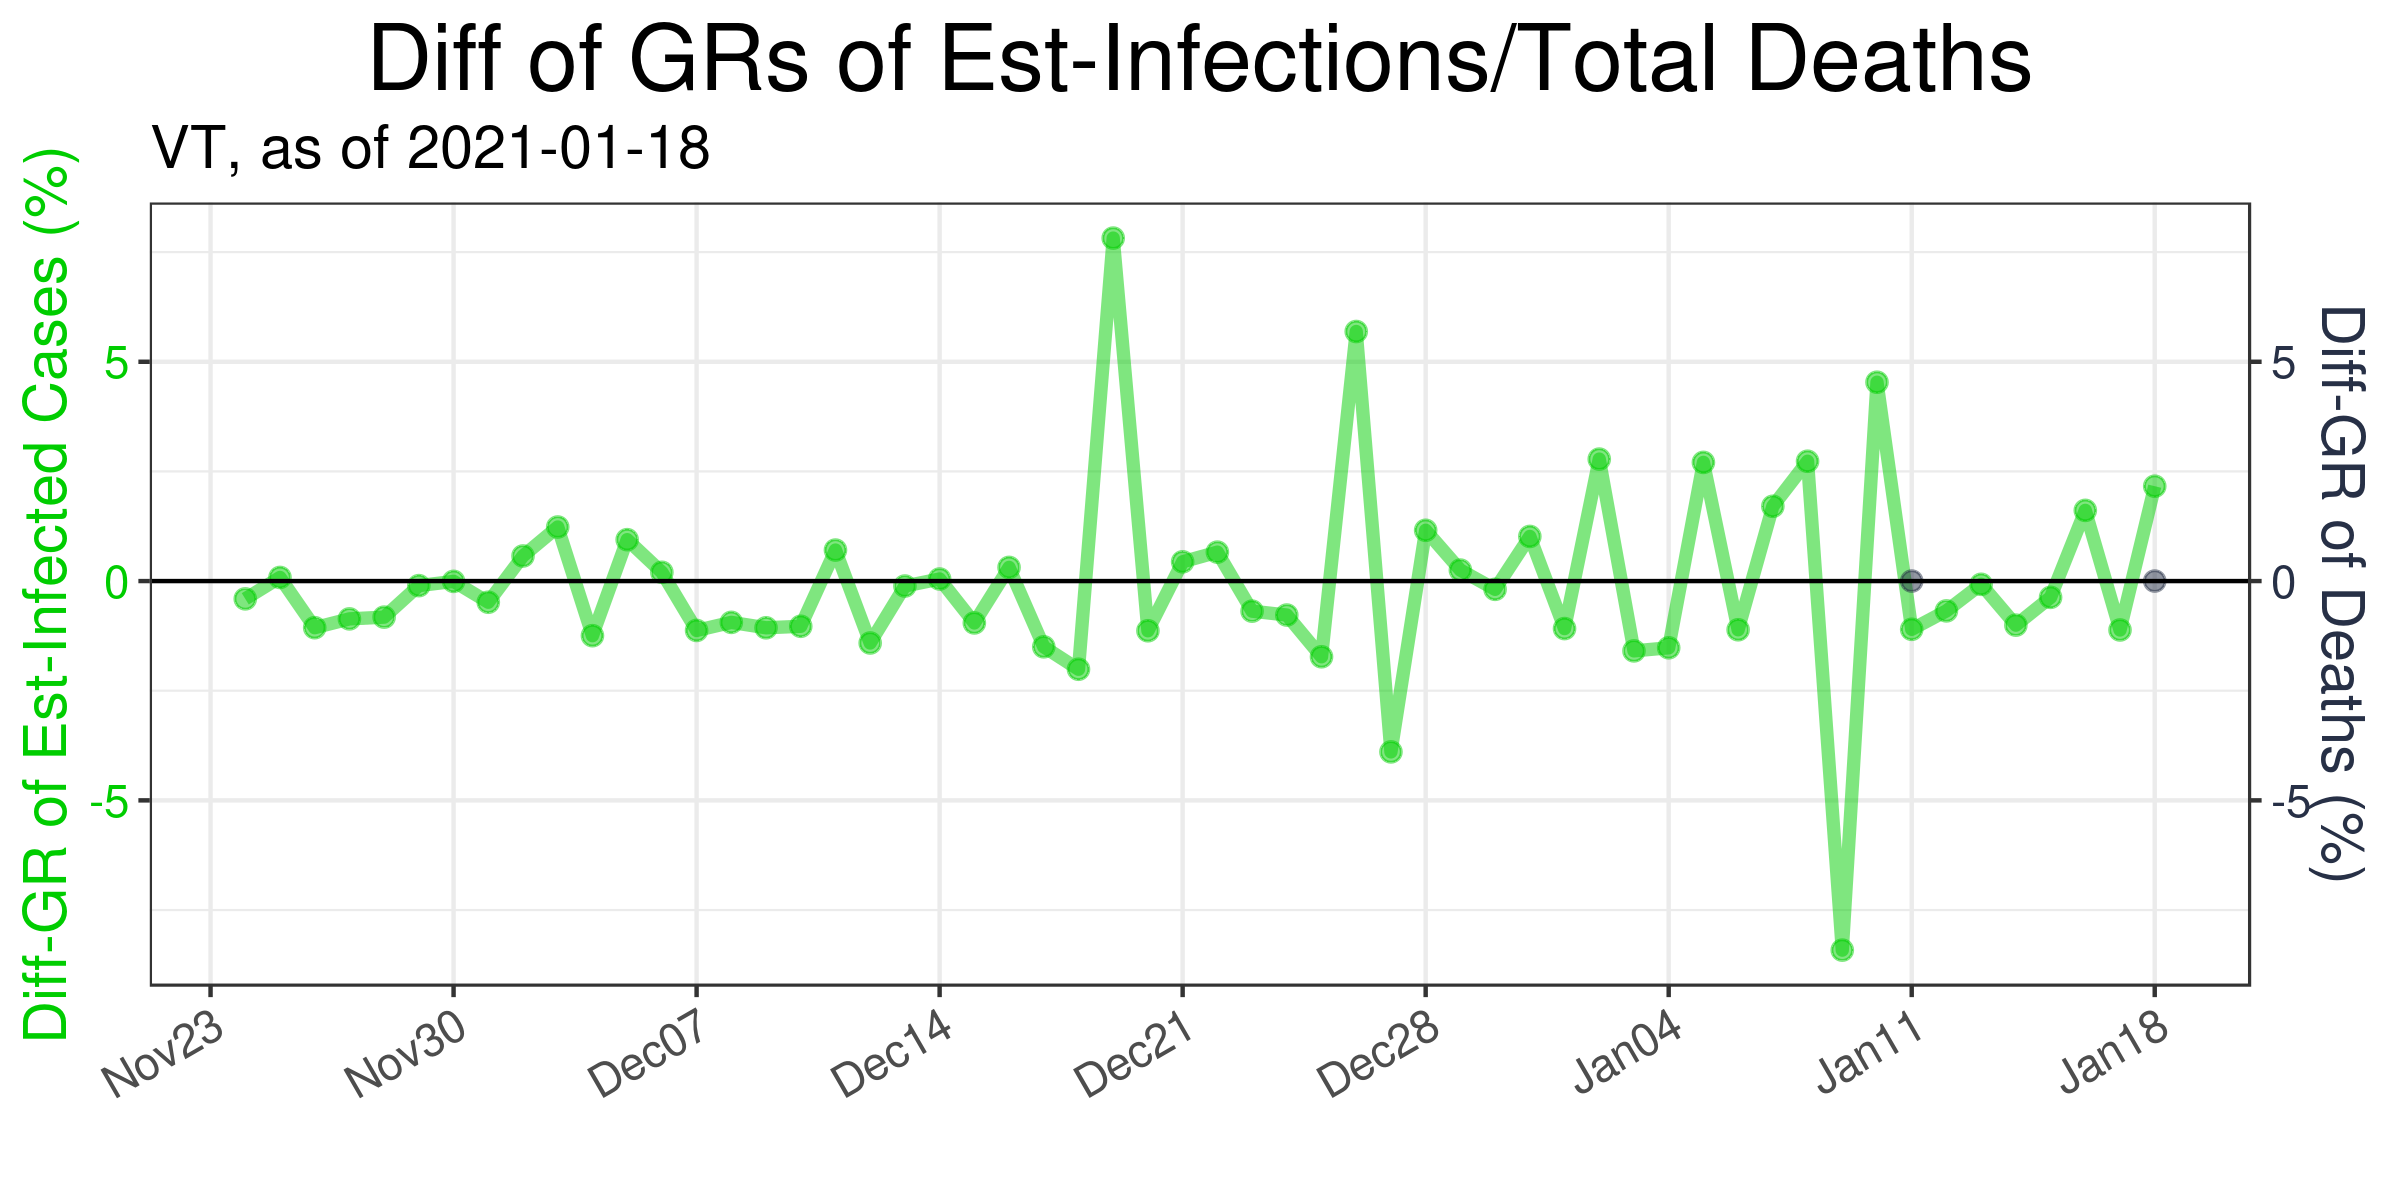 Diff of GRs of Est-Infections/Total Deaths
VT, as of 2021-01-18
Diff-GR of Est-Infected Cases (%)
5
0
-5
5
0
-5
Diff-GR of Deaths (%)
Nov23
Nov30
Dec07
Dec14
Dec21
Dec28
Jan04
Jan11
Jan18